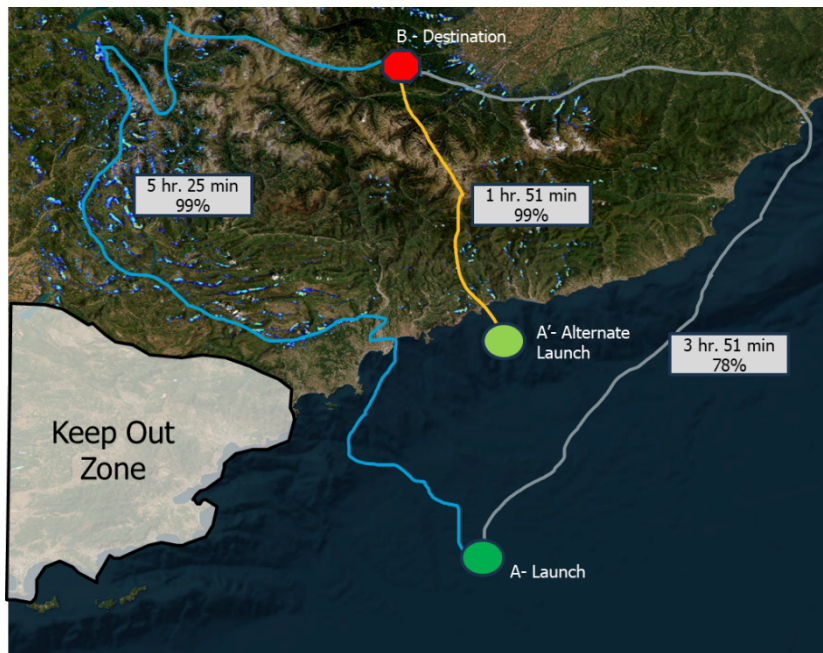 B.- Destination
5 hr. 25 min
99%
1 hr. 51 min
99%
A’- Alternate
Launch
3 hr. 51 min
78%
Keep Out
Zone
A- Launch